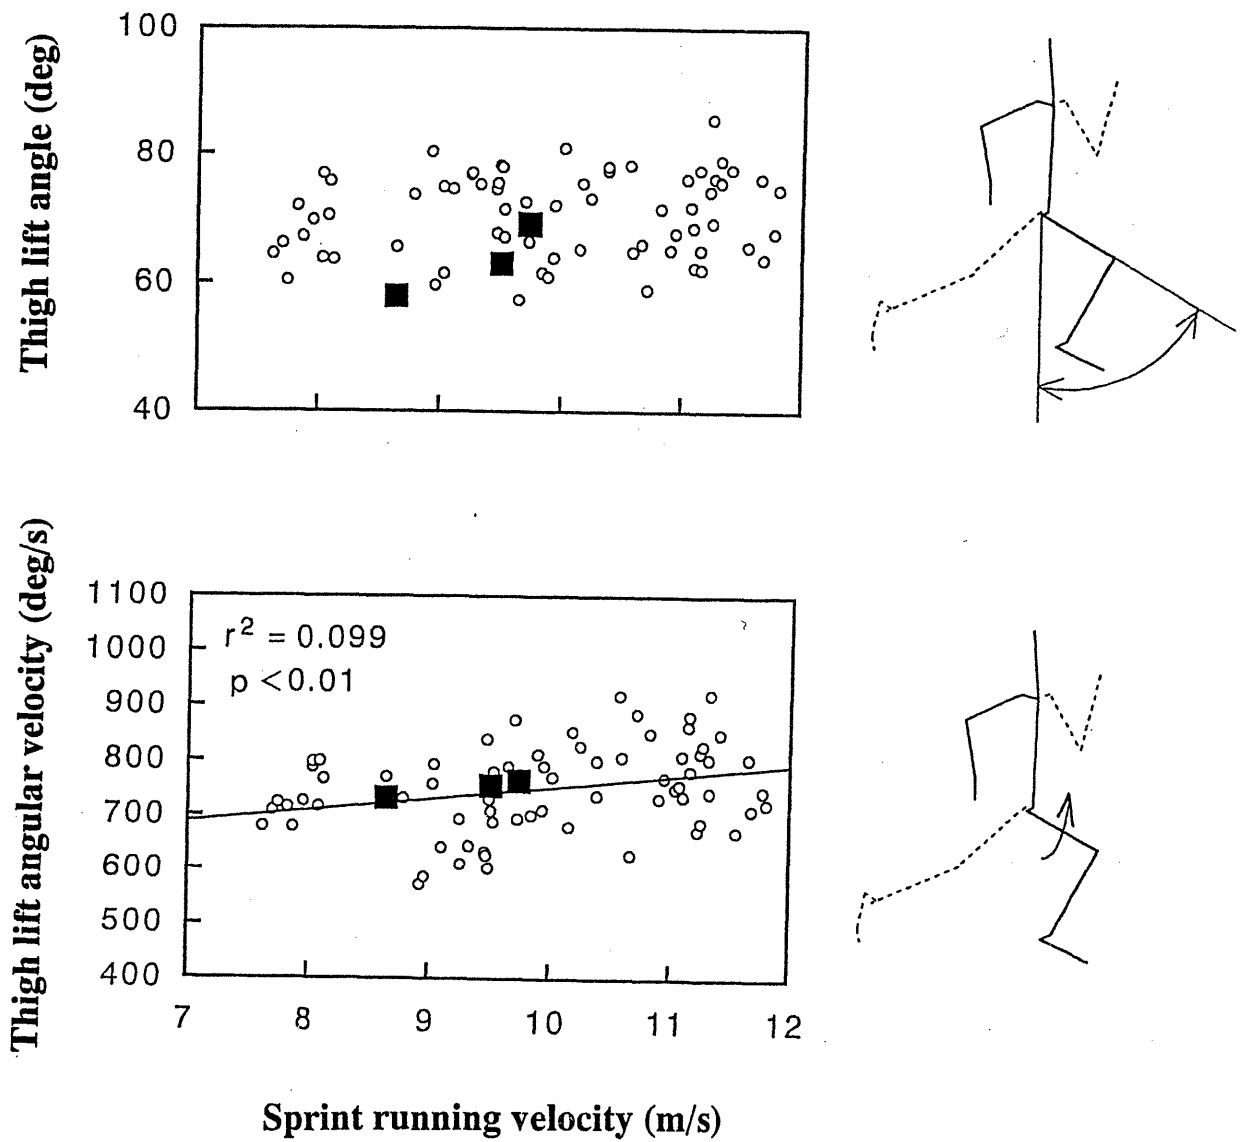 Thigh lift angle (deg)
100
80
60
40
Thigh lift angular velocity (deg/s)
1100
1000
900
800
700
600
500
400
r² = 0.099
p <0.01
7 8 9 10 11 12
Sprint running velocity (m/s)